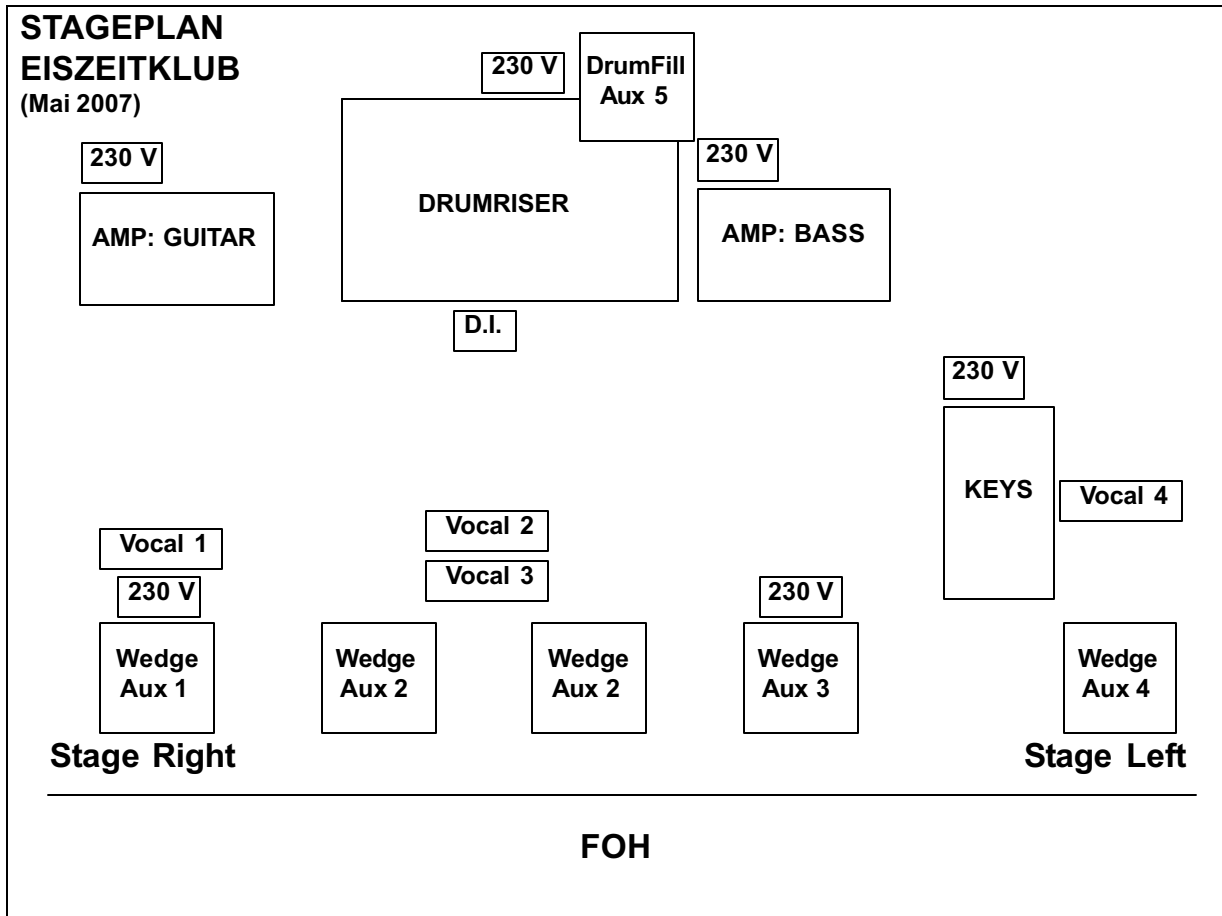 STAGEPLAN
EISZEITKLUB
(Mai 2007)
230 V
DrumFill
Aux 5
230 V
230 V
DRUMRISER
AMP: GUITAR
AMP: BASS
D.I.
230 V
KEYS
Vocal 4
Vocal 1
Vocal 2
Vocal 3
230 V
230 V
Wedge
Aux 1
Wedge
Aux 2
Wedge
Aux 2
Wedge
Aux 3
Wedge
Aux 4
Stage Right
Stage Left
FOH